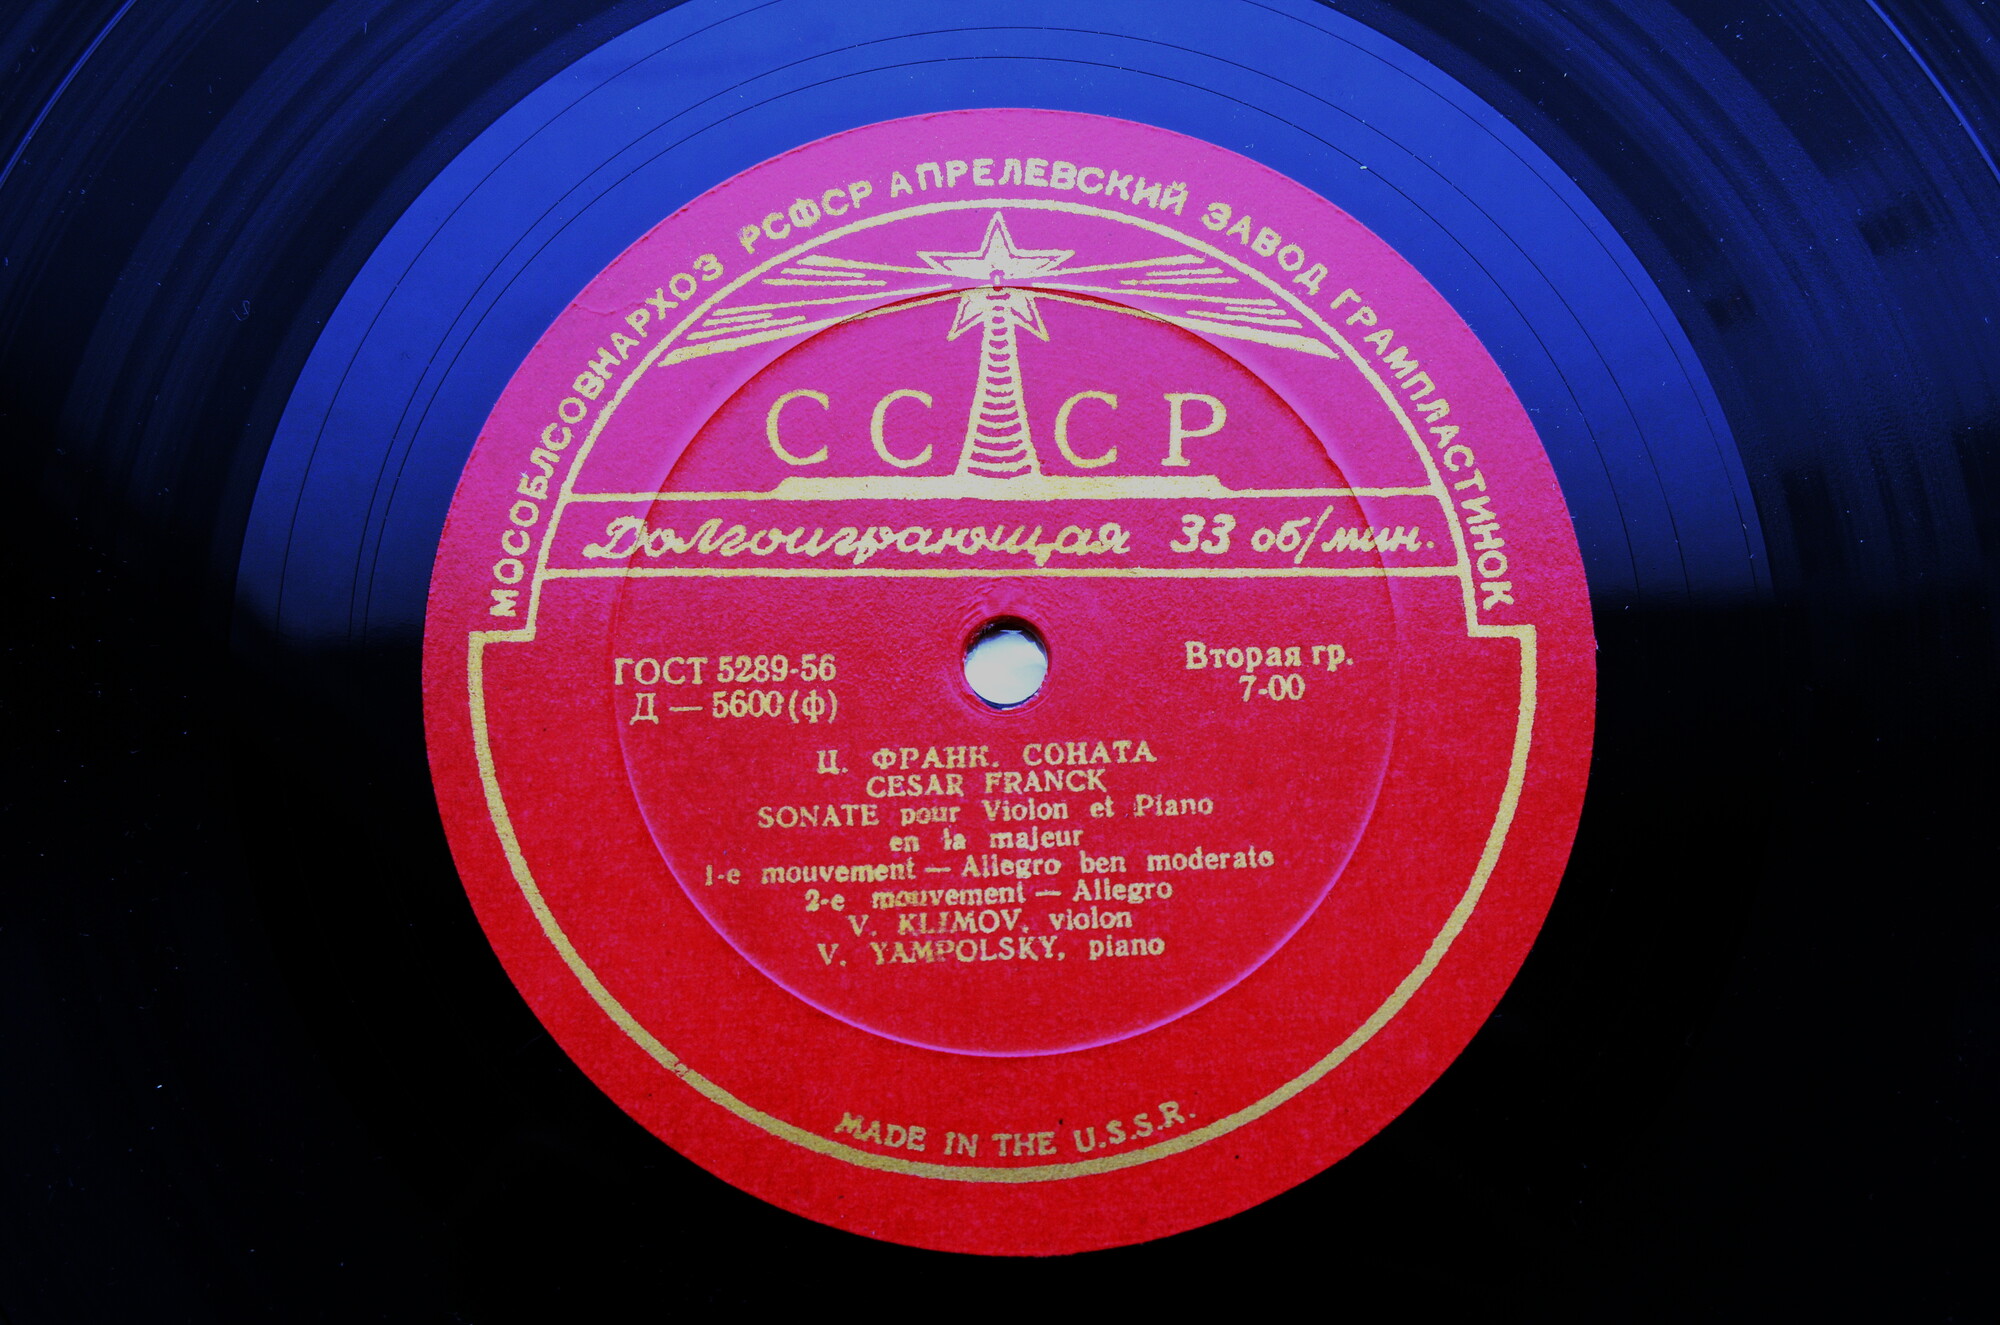 МОСОБЛСОВНАРХОЗ РСФСР АПРЕЛЕВСКИЙ ЗАВОД ГРАМПЛАСТИНОК
СССР
Долгоиграющая 33 об/мин.
ГОСТ 5289-56
Д — 5600 (ф)
Вторая гр.
7-00
Ц. ФРАНК. СОНАТА
CESAR FRANCK
SONATE pour Violon et Piano
en la majeur
1-e mouvement — Allegro ben moderato
2-e mouvement — Allegro
V. KLIMOV, violon
V. YAMPOLSKY, piano
MADE IN THE U.S.S.R.